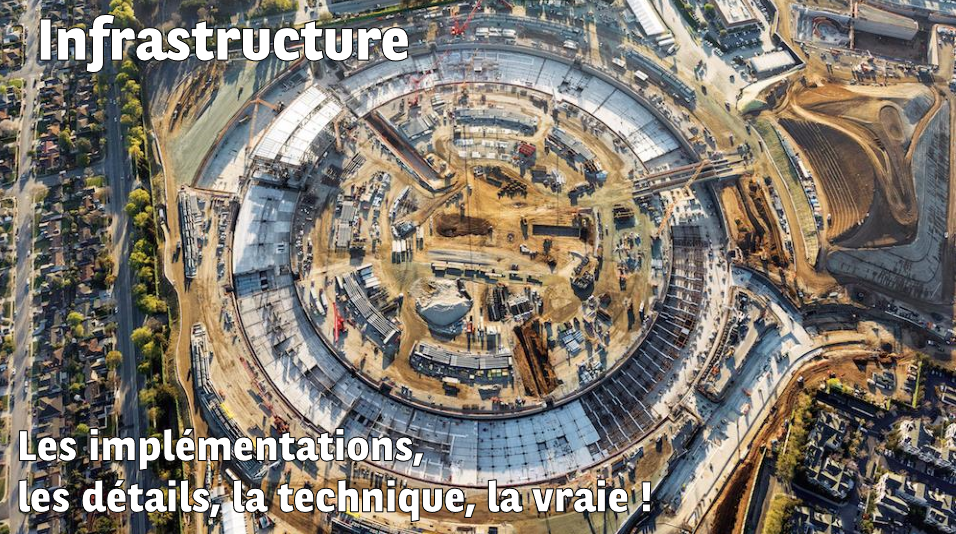 Infrastructure
Les implémentations,
les détails, la technique, la vraie !